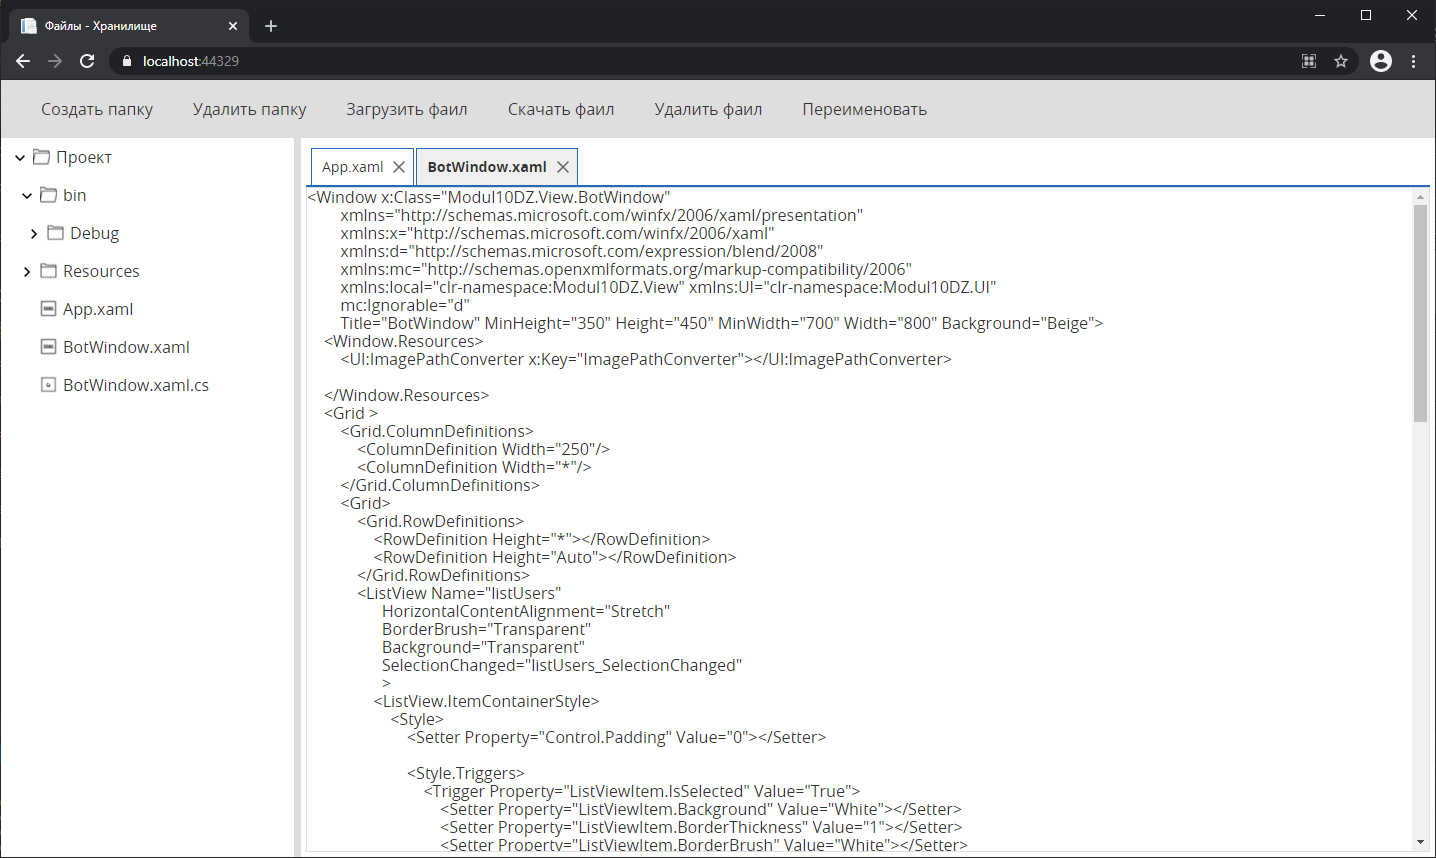 Файлы - Хранилище
localhost:44329
Создать папку Удалить папку Загрузить фаил Скачать фаил Удалить фаил Переименовать
Проект
bin
Debug
Resources
App.xaml
BotWindow.xaml
BotWindow.xaml.cs
App.xaml BotWindow.xaml
<Window x:Class="Modul10DZ.View.BotWindow"
xmlns="http://schemas.microsoft.com/winfx/2006/xaml/presentation"
xmlns:x="http://schemas.microsoft.com/winfx/2006/xaml"
xmlns:d="http://schemas.microsoft.com/expression/blend/2008"
xmlns:mc="http://schemas.openxmlformats.org/markup-compatibility/2006"
xmlns:local="clr-namespace:Modul10DZ.View" xmlns:UI="clr-namespace:Modul10DZ.UI"
mc:Ignorable="d"
Title="BotWindow" MinHeight="350" Height="450" MinWidth="700" Width="800" Background="Beige">
<Window.Resources>
<UI:ImagePathConverter x:Key="ImagePathConverter"></UI:ImagePathConverter>
</Window.Resources>
<Grid >
<Grid.ColumnDefinitions>
<ColumnDefinition Width="250"/>
<ColumnDefinition Width="*"/>
</Grid.ColumnDefinitions>
<Grid>
<Grid.RowDefinitions>
<RowDefinition Height="*"></RowDefinition>
<RowDefinition Height="Auto"></RowDefinition>
</Grid.RowDefinitions>
<ListView Name="listUsers"
HorizontalContentAlignment="Stretch"
BorderBrush="Transparent"
Background="Transparent"
SelectionChanged="listUsers_SelectionChanged"
>
<ListView.ItemContainerStyle>
<Style>
<Setter Property="Control.Padding" Value="0"></Setter>
<Style.Triggers>
<Trigger Property="ListViewItem.IsSelected" Value="True">
<Setter Property="ListViewItem.Background" Value="White"></Setter>
<Setter Property="ListViewItem.BorderThickness" Value="1"></Setter>
<Setter Property="ListViewItem.BorderBrush" Value="White"></Setter>